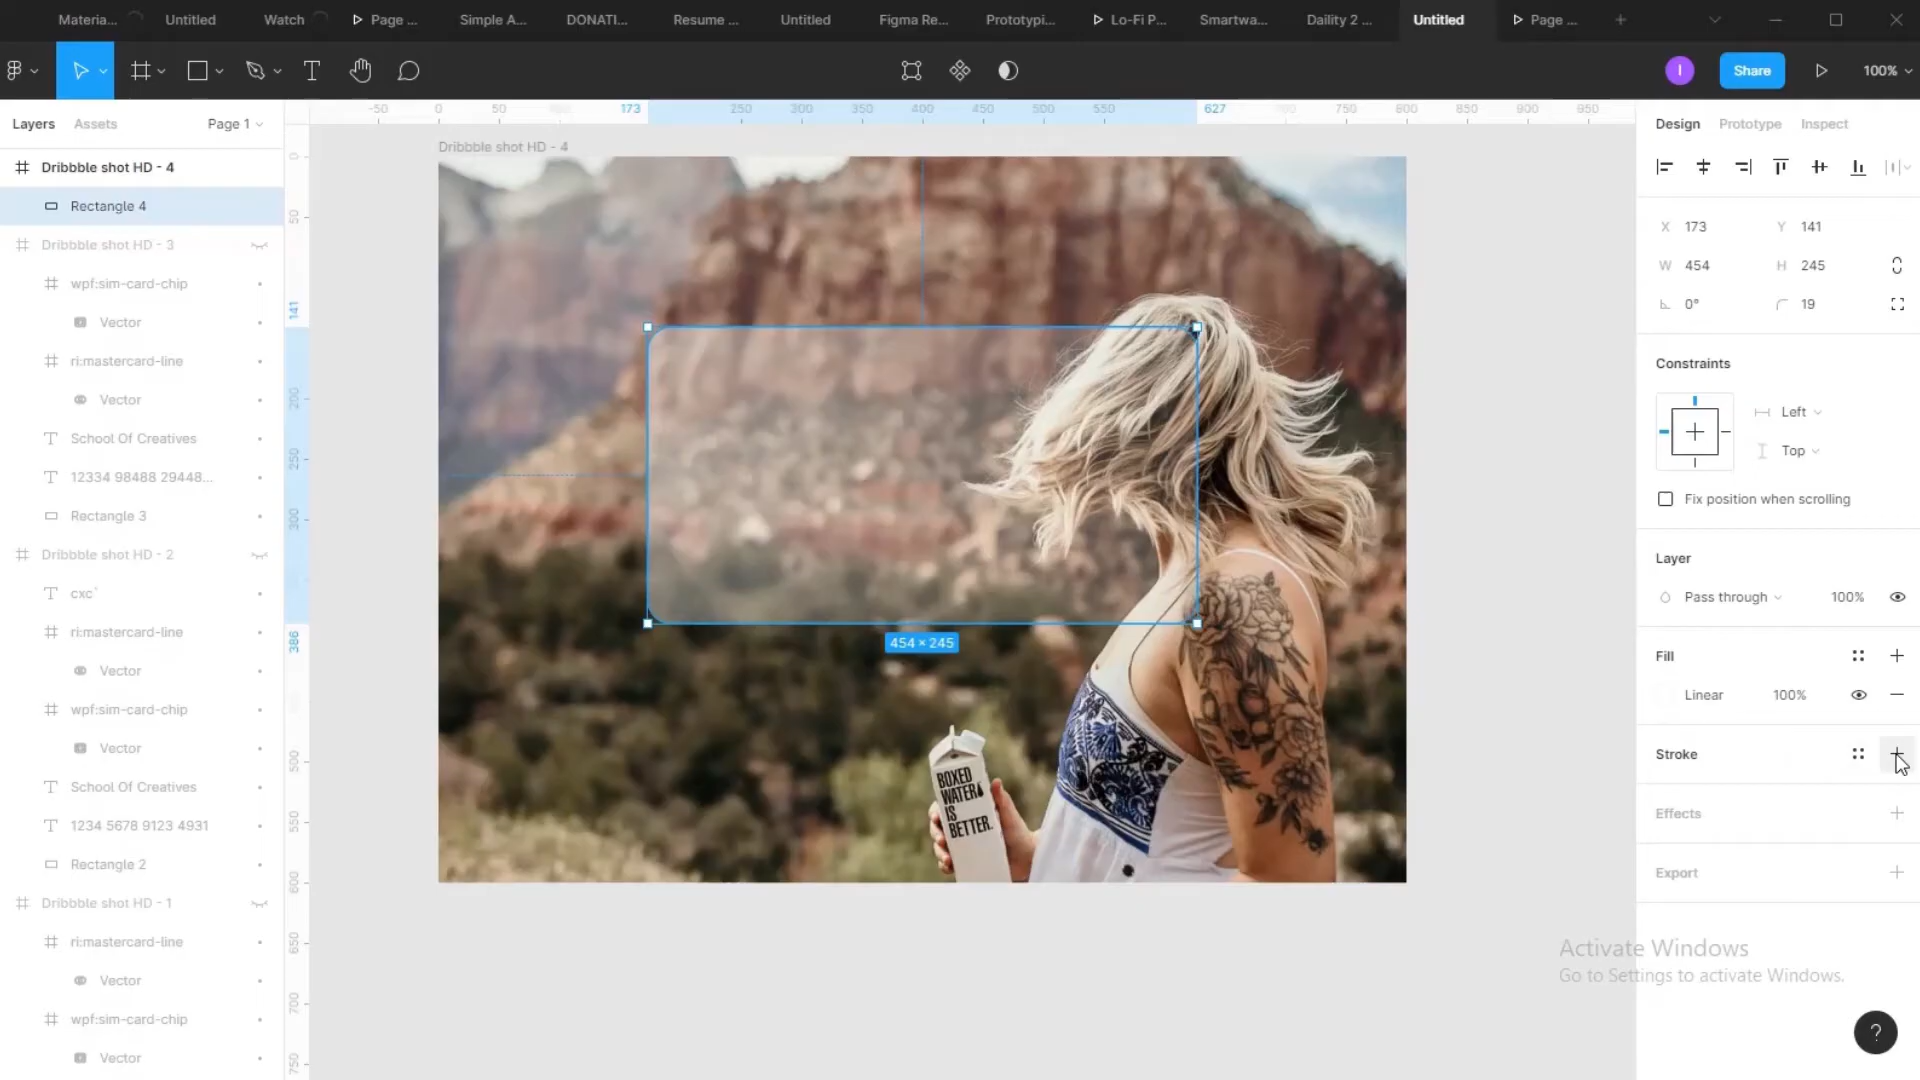 Materia...
Untitled
Watch
Page ...
Simple A...
DONATI...
Resume ...
Untitled
Figma Re...
Prototypi...
Lo-Fi P...
Smartwa...
Daility 2 ...
Untitled
Page ...
I
Share
100%
Layers
Assets
Page 1
Dribbble shot HD - 4
Rectangle 4
Dribbble shot HD - 3
wpf:sim-card-chip
Vector
ri:mastercard-line
Vector
School Of Creatives
12334 98488 29448...
Rectangle 3
Dribbble shot HD - 2
cxc`
ri:mastercard-line
Vector
wpf:sim-card-chip
Vector
School Of Creatives
1234 5678 9123 4931
Rectangle 2
Dribbble shot HD - 1
ri:mastercard-line
Vector
wpf:sim-card-chip
Vector
-50 0 50 173 250 300 350 400 450 500 550 627 750 800 850 900 950
0
50
141
200
250
300
386
500
550
600
650
700
750
Dribbble shot HD - 4
454 × 245
BOXED
WATER
IS
BETTER.
Design
Prototype
Inspect
X 173
Y 141
W 454
H 245
0°
19
Constraints
Left
Top
Fix position when scrolling
Layer
Pass through
100%
Fill
Linear
100%
Stroke
Effects
Export
Activate Windows
Go to Settings to activate Windows.
?